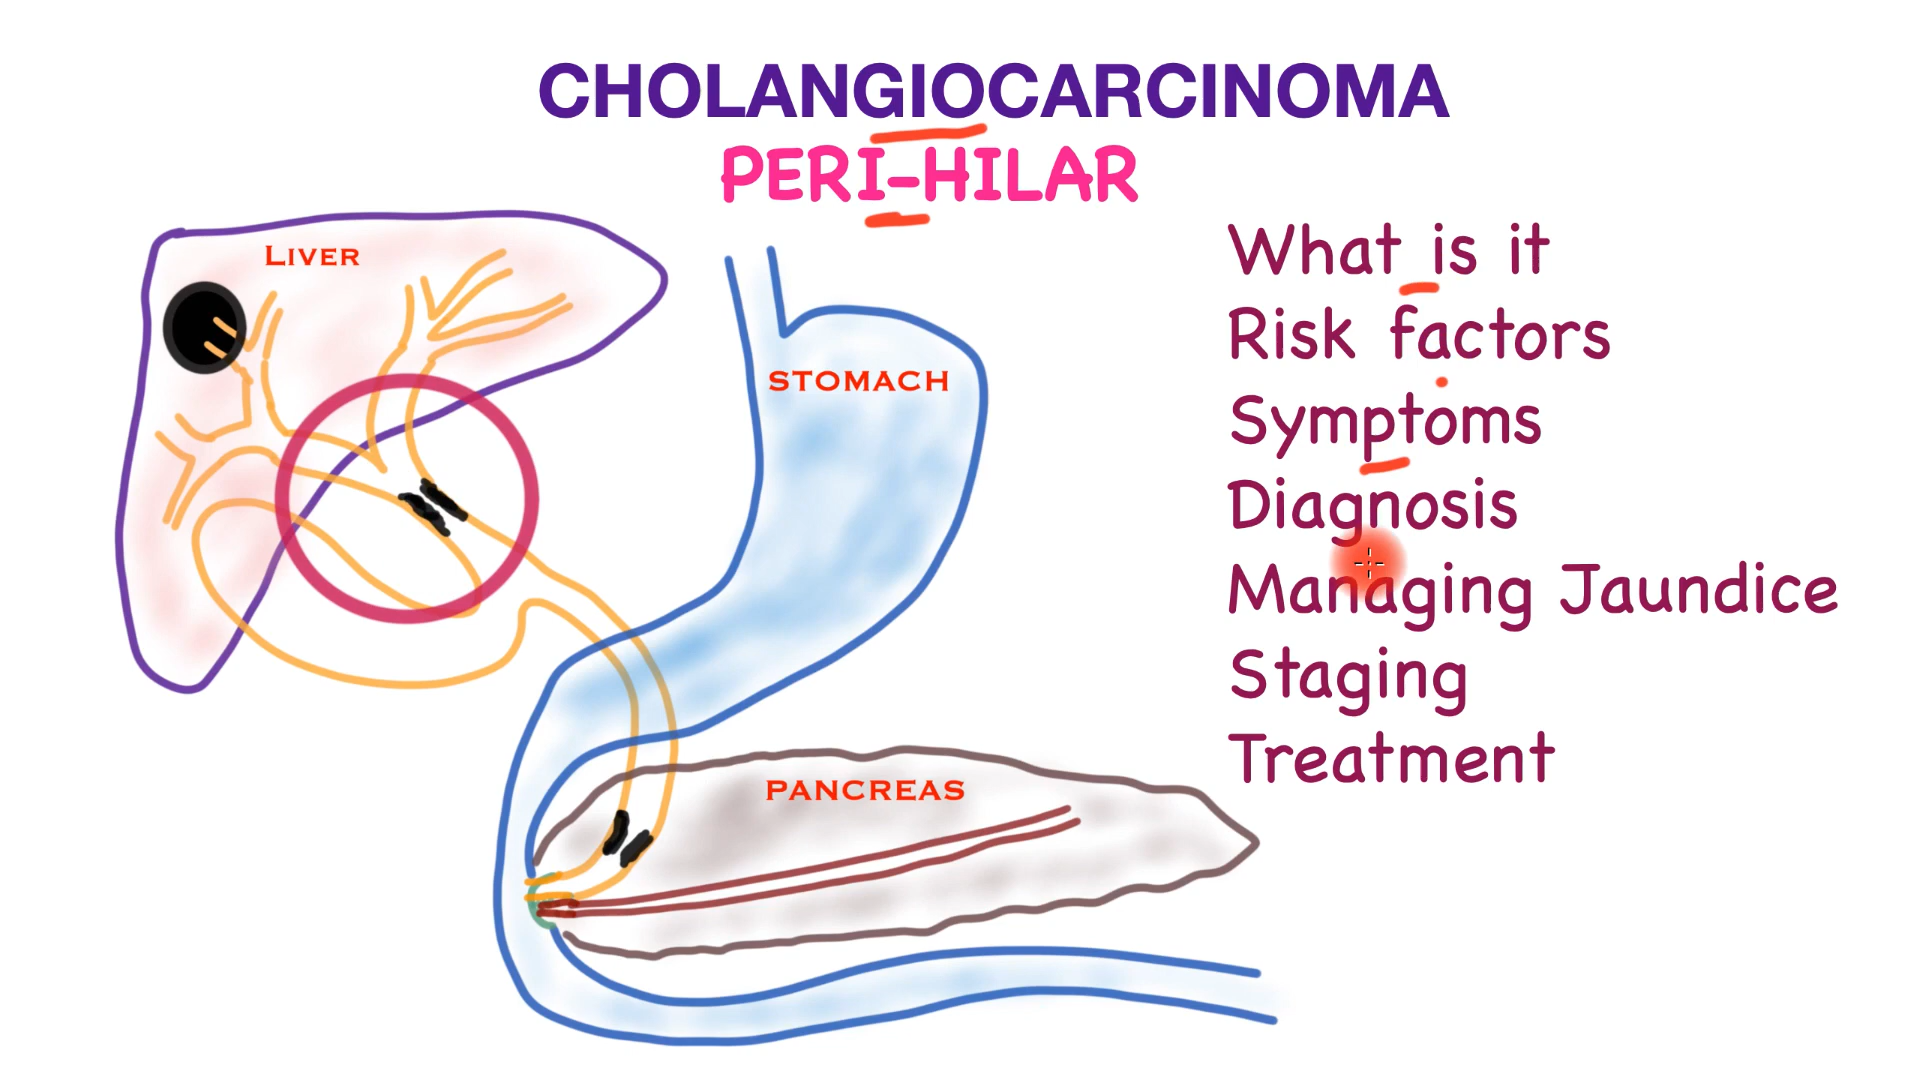 CHOLANGIOCARCINOMA
PERI-HILAR
LIVER
STOMACH
PANCREAS
What is it
Risk factors
Symptoms
Diagnosis
Managing Jaundice
Staging
Treatment